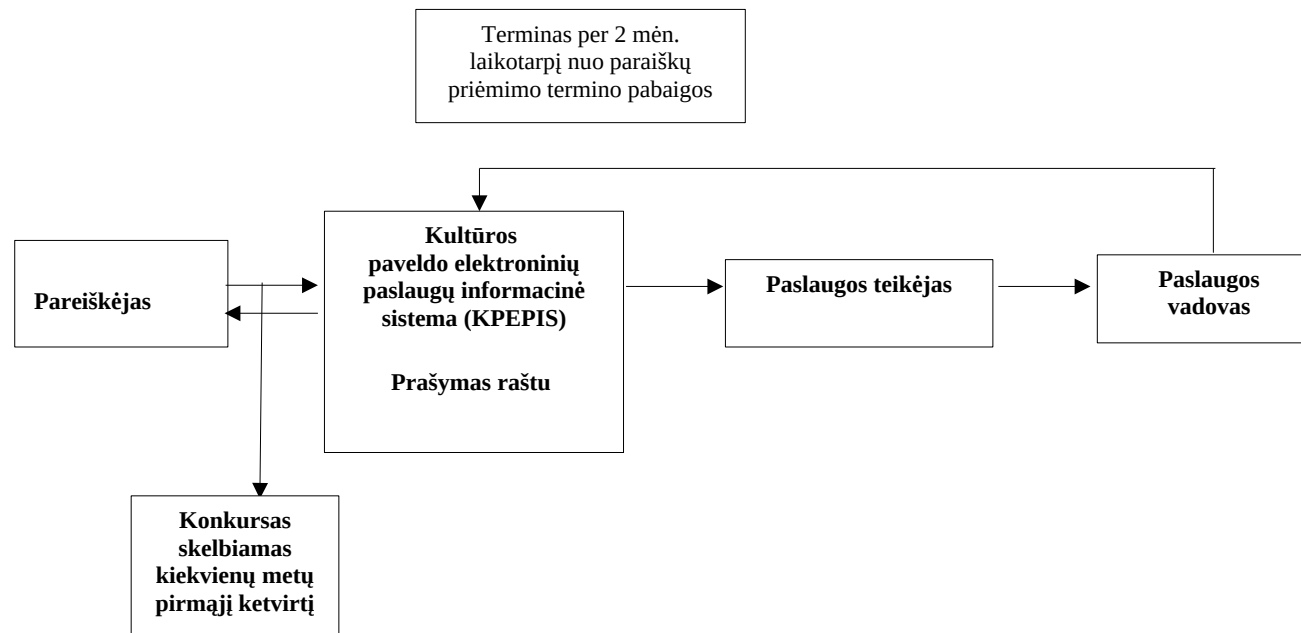 Terminas per 2 mėn.
laikotarpį nuo paraiškų
priėmimo termino pabaigos
Kultūros
paveldo elektroninių
paslaugų informacinė
sistema (KPEPIS)
Prašymas raštu
Pareiškėjas
Paslaugos teikėjas
Paslaugos
vadovas
Konkursas
skelbiamas
kiekvienų metų
pirmąjį ketvirtį